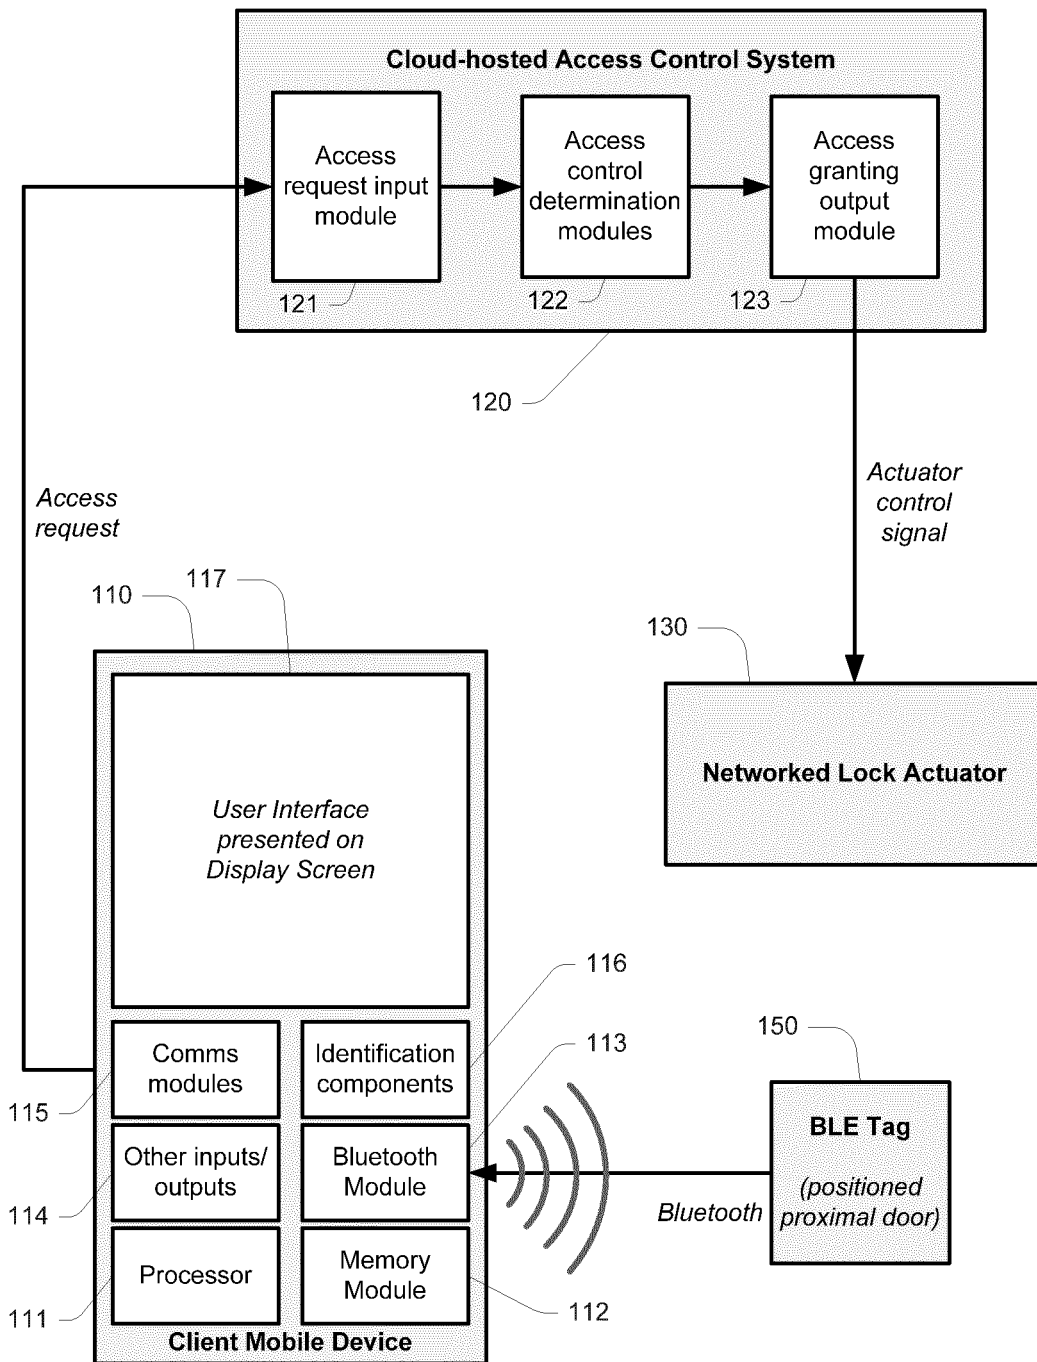 Cloud-hosted Access Control System
Access
request input
module
Access
control
determination
modules
Access
granting
output
module
121
122
123
120
Access
request
Actuator
control
signal
117
110
130
User Interface
presented on
Display Screen
Networked Lock Actuator
116
113
150
Comms
modules
Identification
components
115
BLE Tag
(positioned
proximal door)
Other inputs/
outputs
Bluetooth
Module
Bluetooth
114
Processor
Memory
Module
111
112
Client Mobile Device